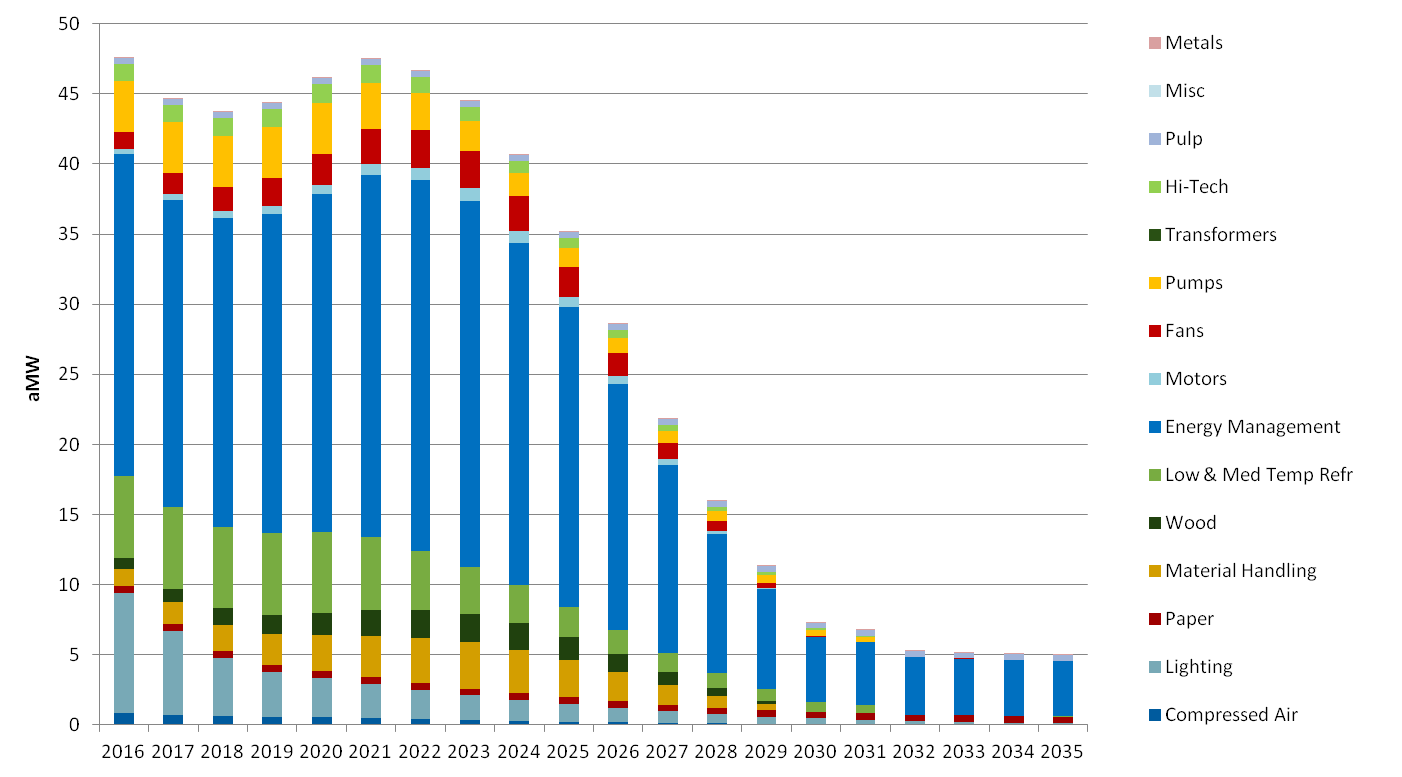 50
45
40
35
30
25
20
15
10
5
0
aMW
2016 2017 2018 2019 2020 2021 2022 2023 2024 2025 2026 2027 2028 2029 2030 2031 2032 2033 2034 2035
Metals
Misc
Pulp
Hi-Tech
Transformers
Pumps
Fans
Motors
Energy Management
Low & Med Temp Refr
Wood
Material Handling
Paper
Lighting
Compressed Air